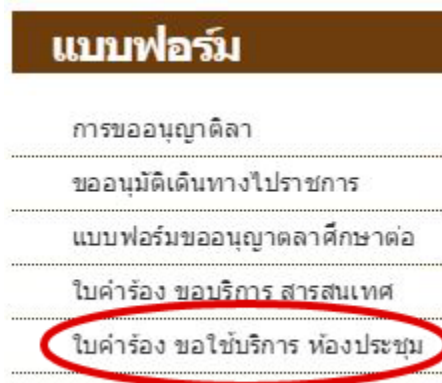 แบบฟอร์ม
การขออนุญาติลา
ขออนุมัติเดินทางไปราชการ
แบบฟอร์มขออนุญาตลาศึกษาต่อ
ใบคำร้อง ขอบริการ สารสนเทศ
ใบคำร้อง ขอใช้บริการ ห้องประชุม